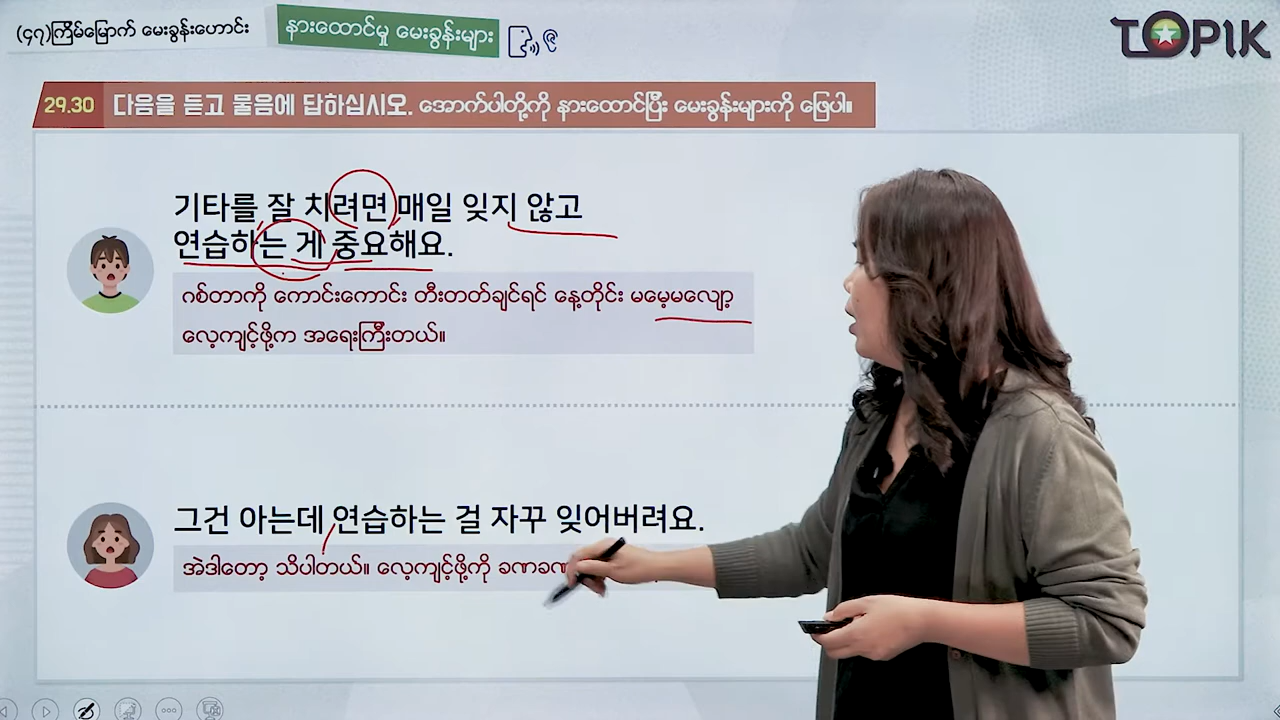 (၄၇)ကြိမ်မြောက် မေးခွန်းဟောင်း
နားထောင်မှု မေးခွန်းများ
၉
TOPIK
29.30 다음을 듣고 물음에 답하십시오. အောက်ပါတို့ကို နားထောင်ပြီး မေးခွန်းများကို ဖြေပါ။
기타를 잘 치려면 매일 잊지 않고
연습하는 게 중요해요.
ဂစ်တာကို ကောင်းကောင်း တီးတတ်ချင်ရင် နေ့တိုင်း မမေ့မလျော့
လေ့ကျင့်ဖို့က အရေးကြီးတယ်။
그건 아는데 연습하는 걸 자꾸 잊어버려요.
အဲဒါတော့ သိပါတယ်။ လေ့ကျင့်ဖို့ကို ခဏခဏ